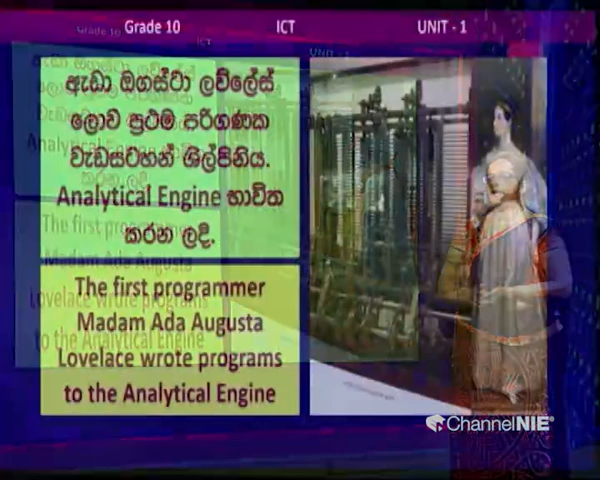 Grade 10 ICT UNIT - 1
ඇඩා ඔගස්ටා ලව්ලේස්
ලොව ප්‍රථම පරිගණක
වැඩසටහන් ශිල්පිනිය.
Analytical Engine භාවිත
කරන ලදි.
The first programmer
Madam Ada Augusta
Lovelace wrote programs
to the Analytical Engine
ChannelNIE